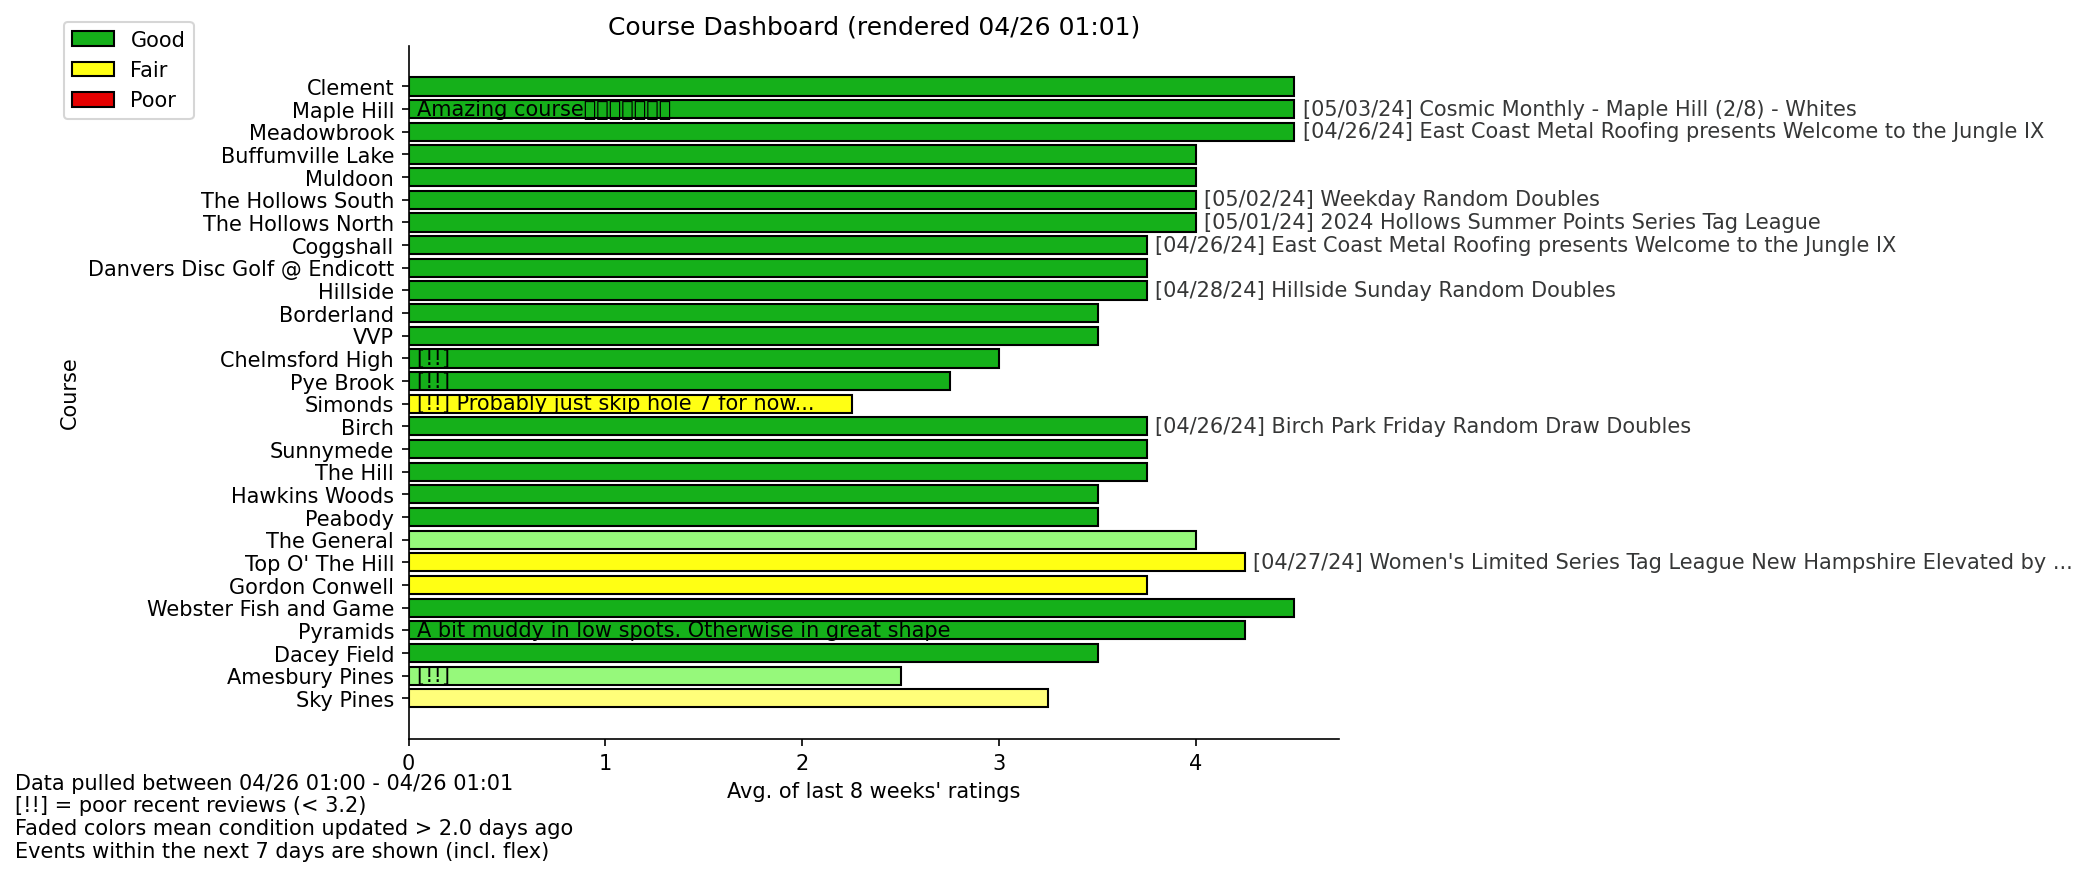 Course Dashboard (rendered 04/26 01:01)
Good
Fair
Poor
Course
Clement
Maple Hill Amazing course▯▯▯▯▯▯▯ [05/03/24] Cosmic Monthly - Maple Hill (2/8) - Whites
Meadowbrook [04/26/24] East Coast Metal Roofing presents Welcome to the Jungle IX
Buffumville Lake
Muldoon
The Hollows South [05/02/24] Weekday Random Doubles
The Hollows North [05/01/24] 2024 Hollows Summer Points Series Tag League
Coggshall [04/26/24] East Coast Metal Roofing presents Welcome to the Jungle IX
Danvers Disc Golf @ Endicott
Hillside [04/28/24] Hillside Sunday Random Doubles
Borderland
VVP
Chelmsford High [!!]
Pye Brook [!!]
Simonds [!!] Probably just skip hole 7 for now...
Birch [04/26/24] Birch Park Friday Random Draw Doubles
Sunnymede
The Hill
Hawkins Woods
Peabody
The General
Top O' The Hill [04/27/24] Women's Limited Series Tag League New Hampshire Elevated by ...
Gordon Conwell
Webster Fish and Game
Pyramids A bit muddy in low spots. Otherwise in great shape
Dacey Field
Amesbury Pines [!!]
Sky Pines
0 1 2 3 4
Avg. of last 8 weeks' ratings
Data pulled between 04/26 01:00 - 04/26 01:01
[!!] = poor recent reviews (< 3.2)
Faded colors mean condition updated > 2.0 days ago
Events within the next 7 days are shown (incl. flex)